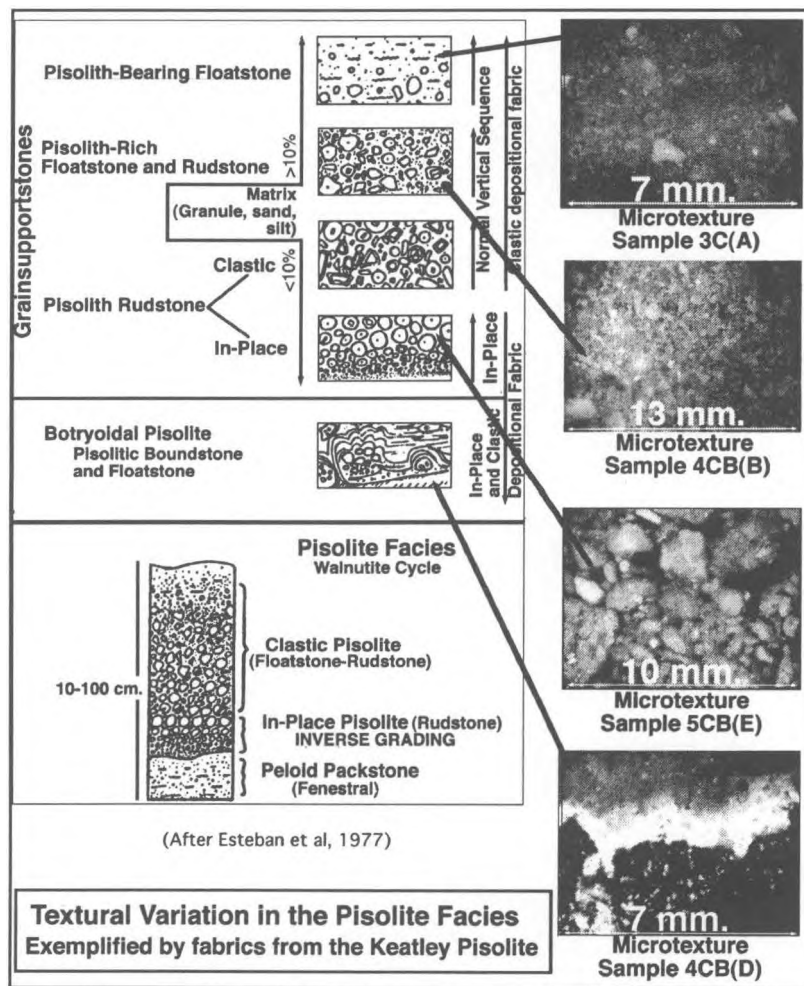 Pisolith-Bearing Floatstone
Pisolith-Rich
Floatstone and Rudstone
>10%
Matrix
(Granule, sand,
silt)
<10%
Clastic
Pisolith Rudstone
In-Place
Grainsupportstones
Normal Vertical Sequence
Clastic depositional fabric
In-Place
Botryoidal Pisolite
Pisolitic Boundstone
and Floatstone
In-Place and Clastic
Depositional Fabric
Pisolite Facies
Walnutite Cycle
Clastic Pisolite
(Floatstone-Rudstone)
10-100 cm.
In-Place Pisolite (Rudstone)
INVERSE GRADING
Peloid Packstone
(Fenestral)
(After Esteban et al, 1977)
Textural Variation in the Pisolite Facies
Exemplified by fabrics from the Keatley Pisolite
7 mm.
Microtexture
Sample 3C(A)
13 mm.
Microtexture
Sample 4CB(B)
10 mm.
Microtexture
Sample 5CB(E)
7 mm.
Microtexture
Sample 4CB(D)